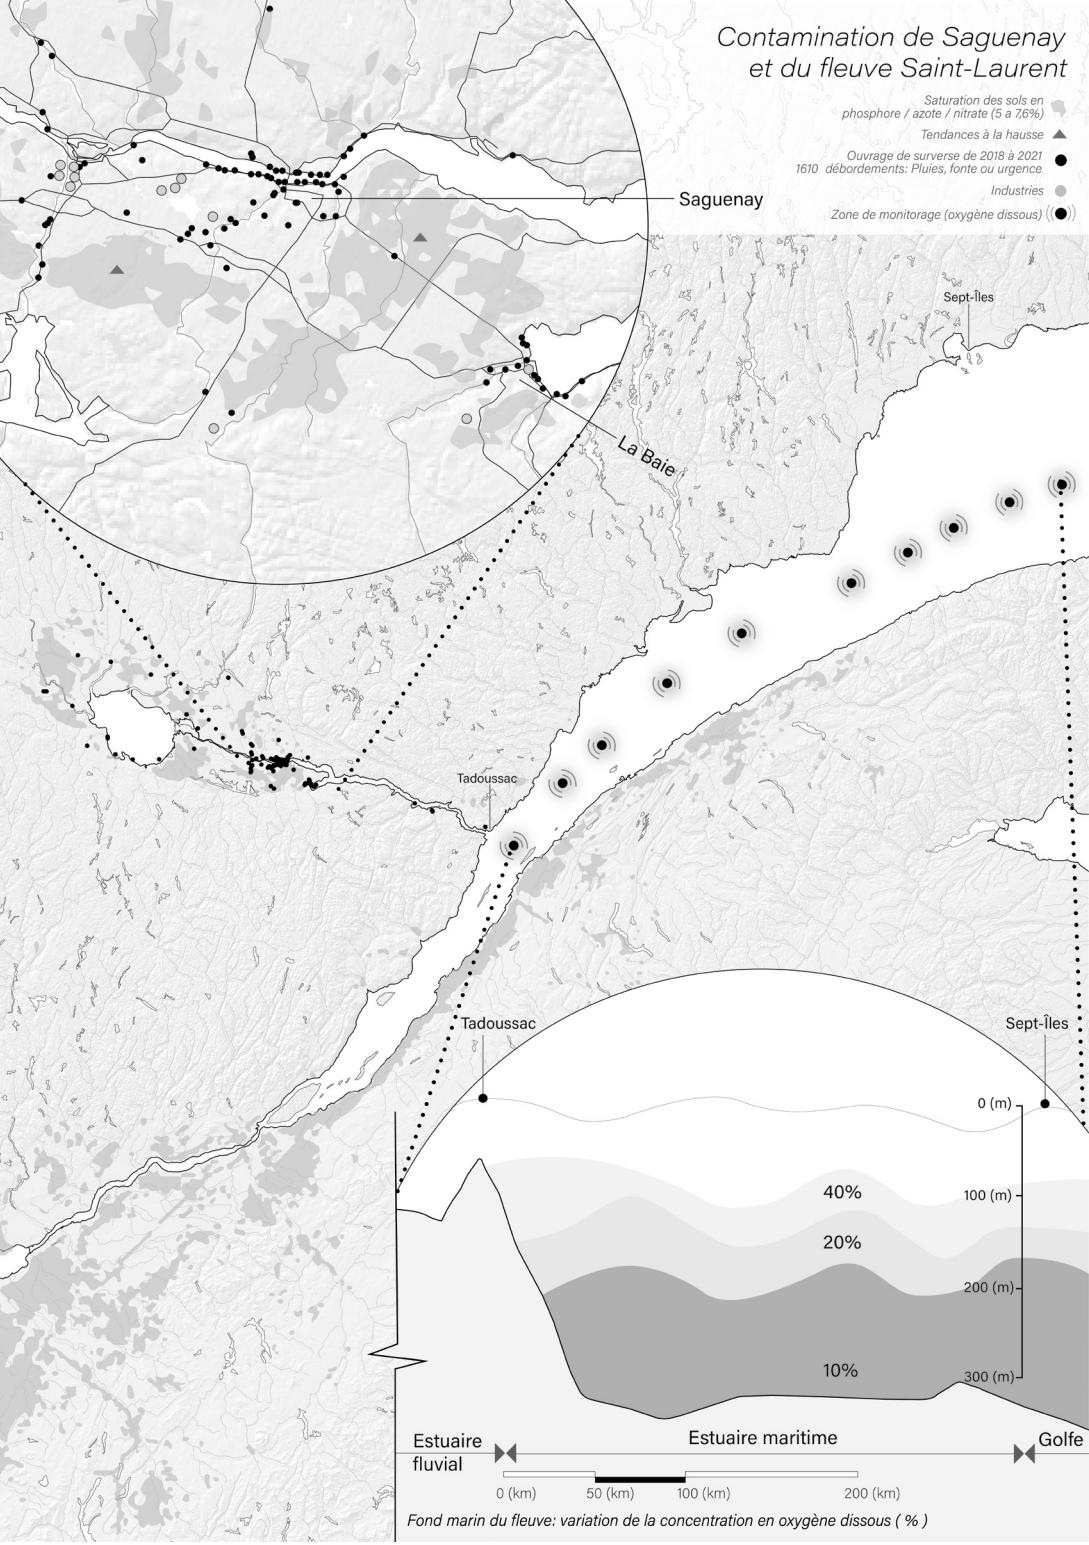 Contamination de Saguenay
et du fleuve Saint-Laurent
Saturation des sols en
phosphore / azote / nitrate (5 a 7,6%)
Tendances à la hausse
Ouvrage de surverse de 2018 à 2021
1610 débordements: Pluies, fonte ou urgence
Industries
Zone de monitorage (oxygène dissous)
Saguenay
Sept-Îles
La Baie
Tadoussac
Tadoussac
Sept-Îles
0 (m)
40%
100 (m)
20%
200 (m)
10%
300 (m)
Estuaire
fluvial
Estuaire maritime
Golfe
0 (km)
50 (km)
100 (km)
200 (km)
Fond marin du fleuve: variation de la concentration en oxygène dissous ( % )